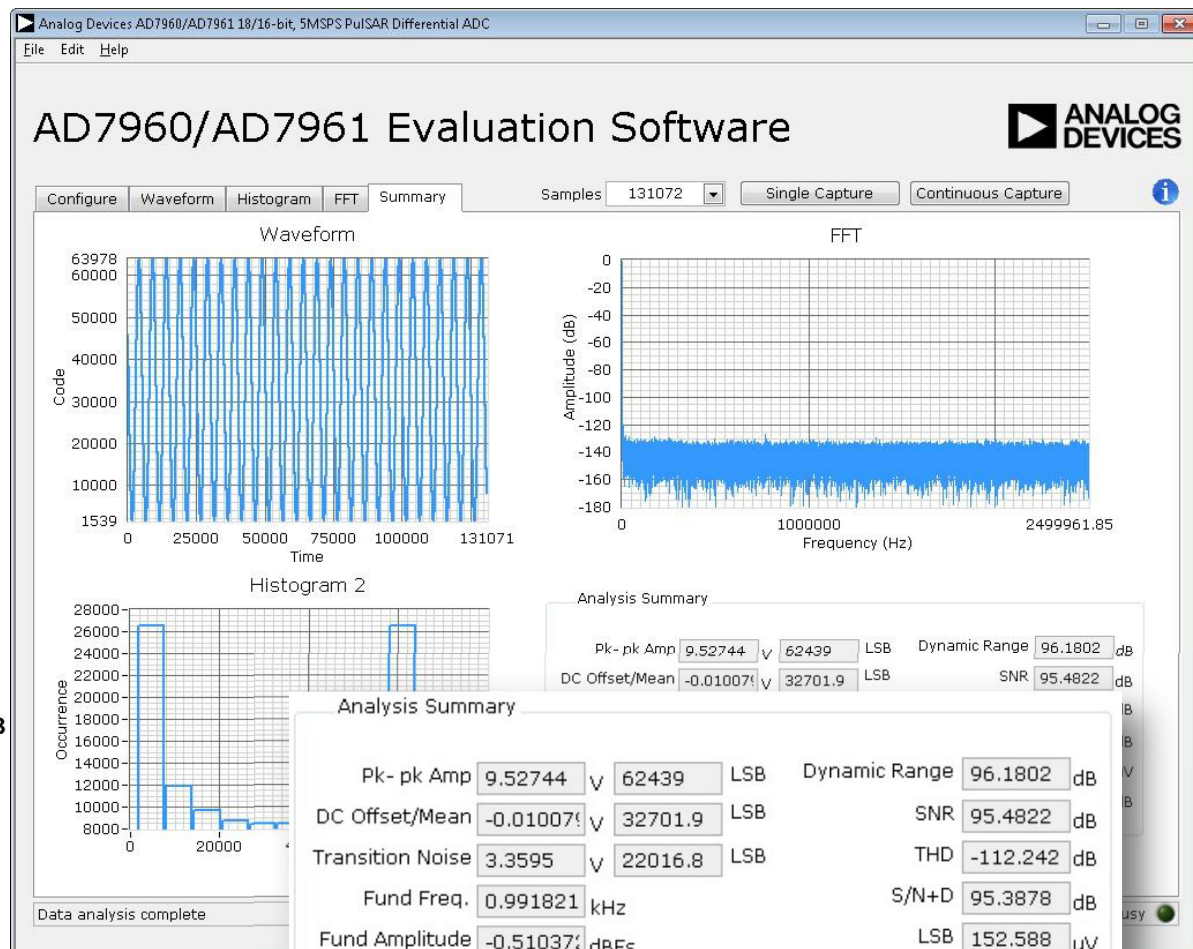 Analog Devices AD7960/AD7961 18/16-bit, 5MSPS PulSAR Differential ADC
File Edit Help
AD7960/AD7961 Evaluation Software
ANALOG
DEVICES
Configure Waveform Histogram FFT Summary
Samples 131072 Single Capture Continuous Capture
Waveform
63978
60000
50000
40000
30000
20000
10000
1539
Code
0 25000 50000 75000 100000 131071
Time
FFT
0
-20
-40
-60
-80
-100
-120
-140
-160
-180
Amplitude (dB)
0 1000000 2499961.85
Frequency (Hz)
Histogram 2
28000
26000
24000
22000
20000
18000
16000
14000
12000
10000
8000
Occurrence
0 20000
Analysis Summary
Pk- pk Amp 9.52744 V 62439 LSB Dynamic Range 96.1802 dB
DC Offset/Mean -0.01007 V 32701.9 LSB SNR 95.4822 dB
Analysis Summary
Pk- pk Amp 9.52744 V 62439 LSB Dynamic Range 96.1802 dB
DC Offset/Mean -0.01007 V 32701.9 LSB SNR 95.4822 dB
Transition Noise 3.3595 V 22016.8 LSB THD -112.242 dB
Fund Freq. 0.991821 kHz S/N+D 95.3878 dB
Fund Amplitude -0.51037 dBFs LSB 152.588 µV
Data analysis complete